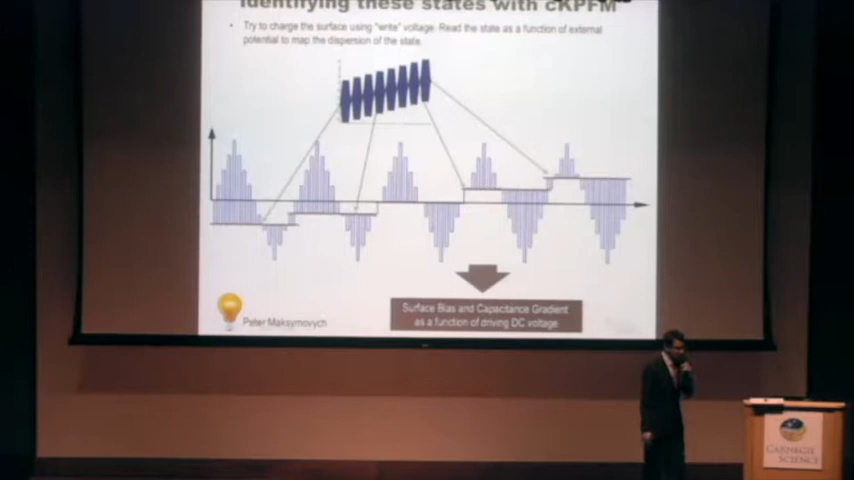 Identifying these states with cKPFM
• Try to charge the surface using "write" voltage. Read the state as a function of external
potential to map the dispersion of the state.
Surface Bias and Capacitance Gradient
as a function of driving DC voltage
Peter Maksymovych
CARNEGIE
SCIENCE